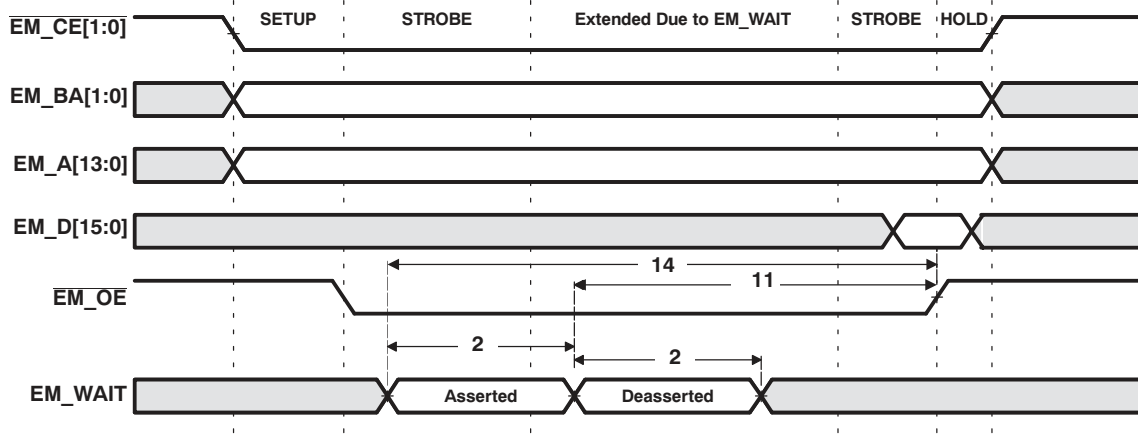 EM_CE[1:0] SETUP STROBE Extended Due to EM_WAIT STROBE HOLD
EM_BA[1:0]
EM_A[13:0]
EM_D[15:0]
14
11
EM_OE
2
2
EM_WAIT Asserted Deasserted